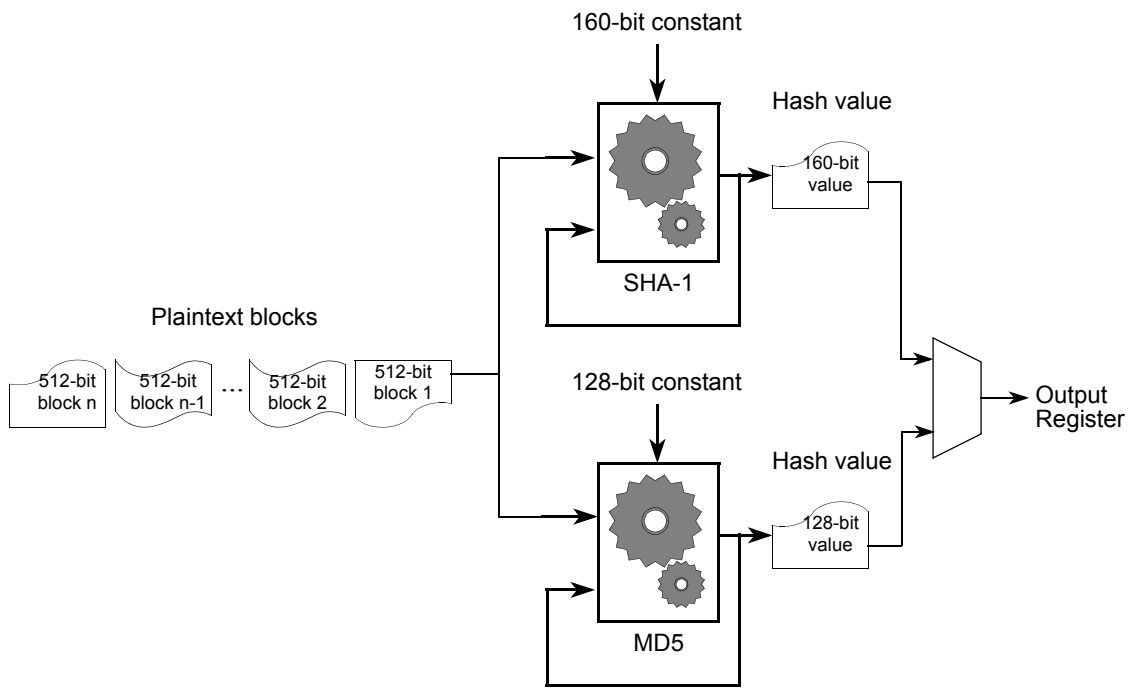 160-bit constant
Hash value
160-bit
value
SHA-1
Plaintext blocks
512-bit
block n
512-bit
block n-1
...
512-bit
block 2
512-bit
block 1
128-bit constant
Output
Register
Hash value
128-bit
value
MD5